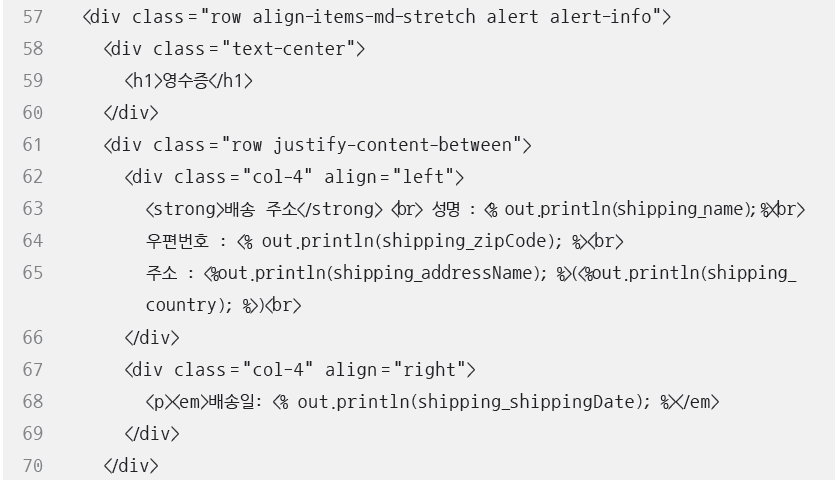 57 <div class="row align-items-md-stretch alert alert-info">
58 <div class="text-center">
59 <h1>영수증</h1>
60 </div>
61 <div class="row justify-content-between">
62 <div class="col-4" align="left">
63 <strong>배송 주소</strong> <br> 성명 : <% out.println(shipping_name); %><br>
64 우편번호 : <% out.println(shipping_zipCode); %><br>
65 주소 : <%out.println(shipping_addressName); %>(<%out.println(shipping_
country); %>)<br>
66 </div>
67 <div class="col-4" align="right">
68 <p><em>배송일: <% out.println(shipping_shippingDate); %></em>
69 </div>
70 </div>